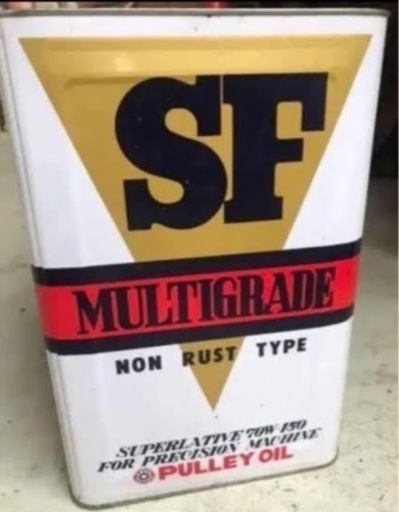 SF
MULTIGRADE
NON RUST TYPE
SUPERLATIVE 70W-150
FOR PRECISION MACHINE
PULLEY OIL